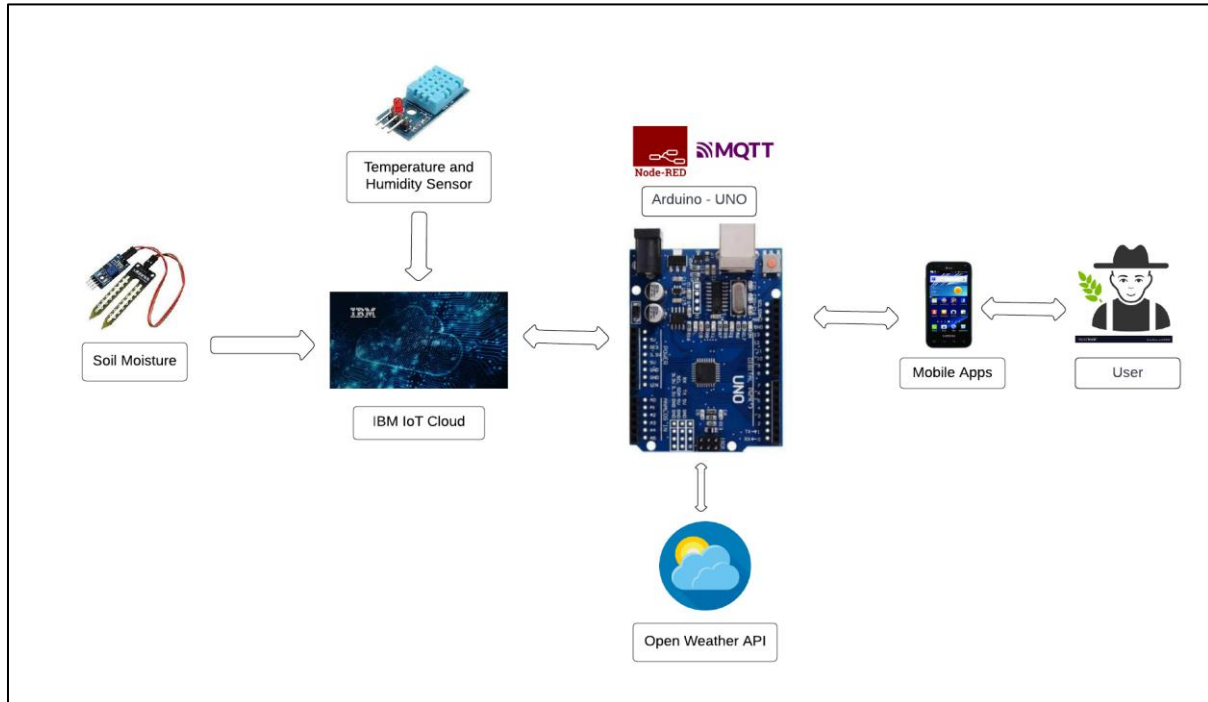 Temperature and
Humidity Sensor
Node-RED
MQTT
Arduino - UNO
IBM
UNO
Soil Moisture
IBM IoT Cloud
Mobile Apps
User
Open Weather API